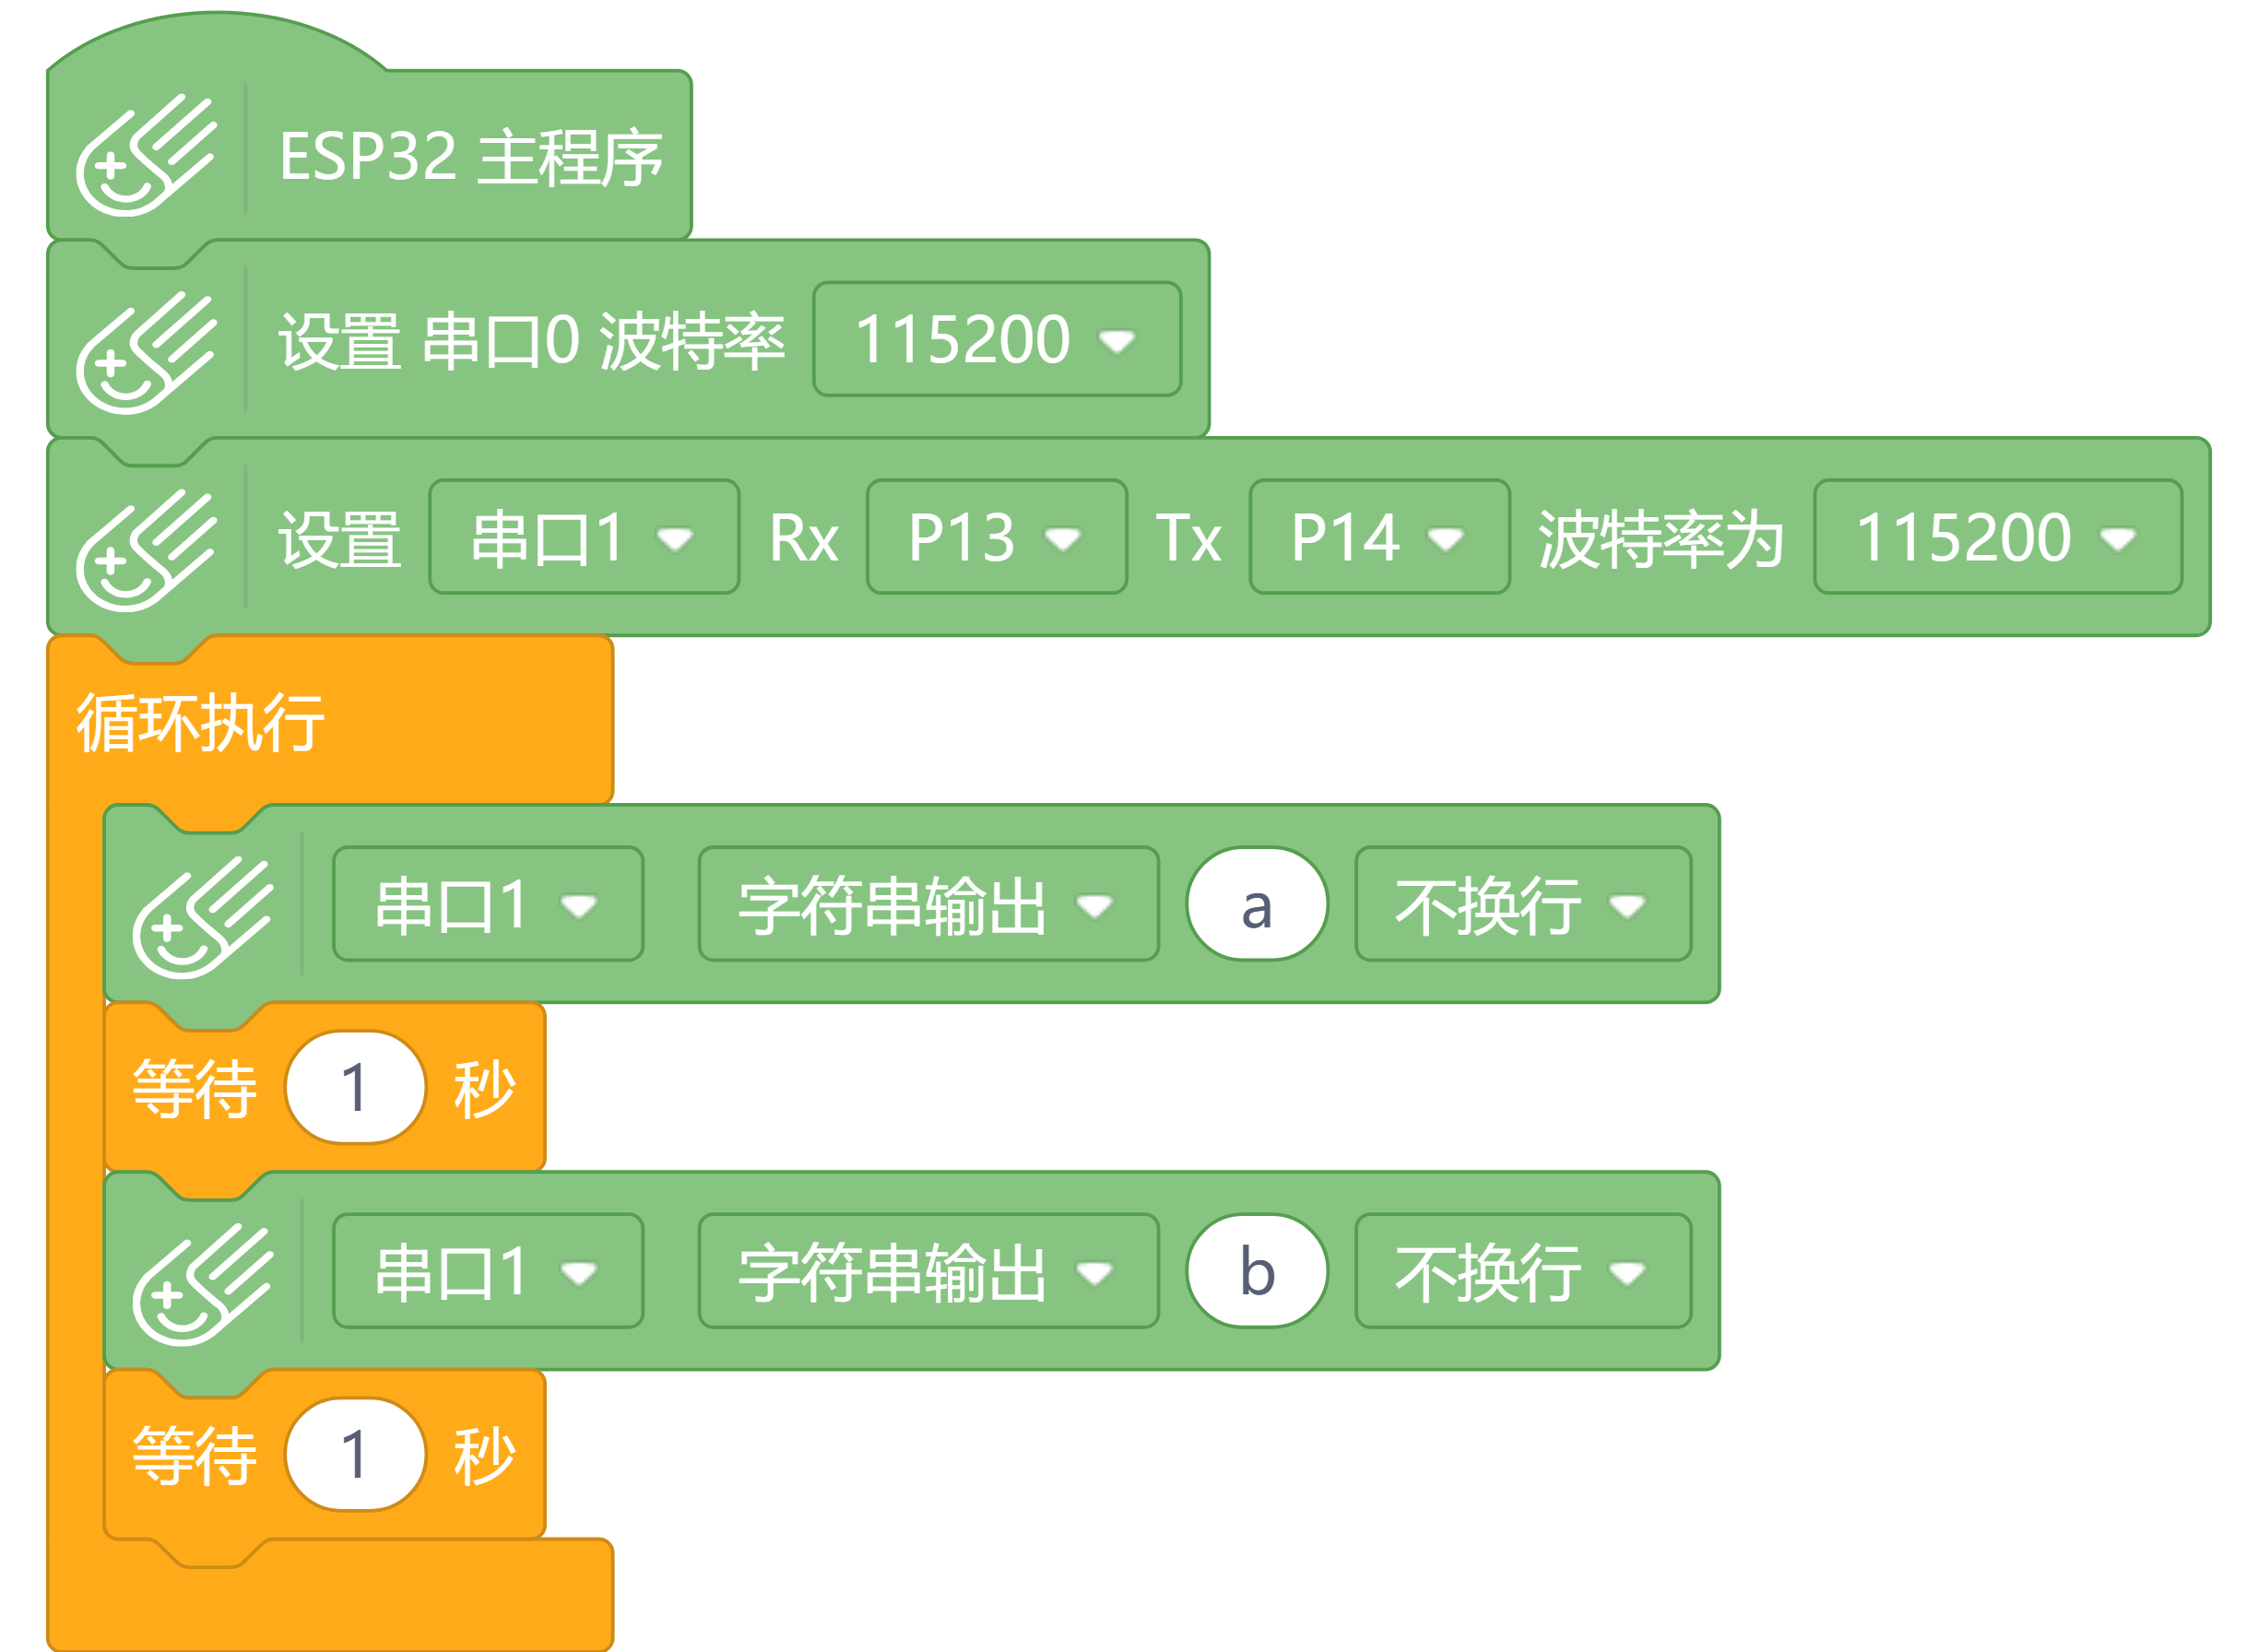 ESP32 主程序
设置 串口0 波特率 115200
设置 串口1 Rx P13 Tx P14 波特率为 115200
循环执行
串口1 字符串输出 a 不换行
等待 1 秒
串口1 字符串输出 b 不换行
等待 1 秒